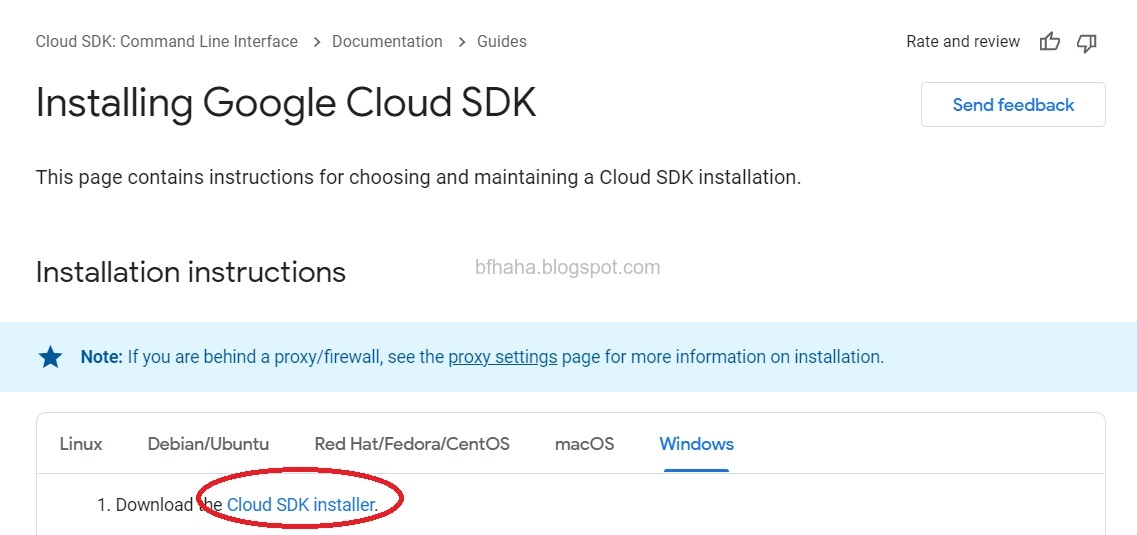 Cloud SDK: Command Line Interface > Documentation > Guides
Rate and review
Installing Google Cloud SDK
Send feedback
This page contains instructions for choosing and maintaining a Cloud SDK installation.
Installation instructions
bfhaha.blogspot.com
Note: If you are behind a proxy/firewall, see the proxy settings page for more information on installation.
Linux Debian/Ubuntu Red Hat/Fedora/CentOS macOS Windows
1. Download the Cloud SDK installer.